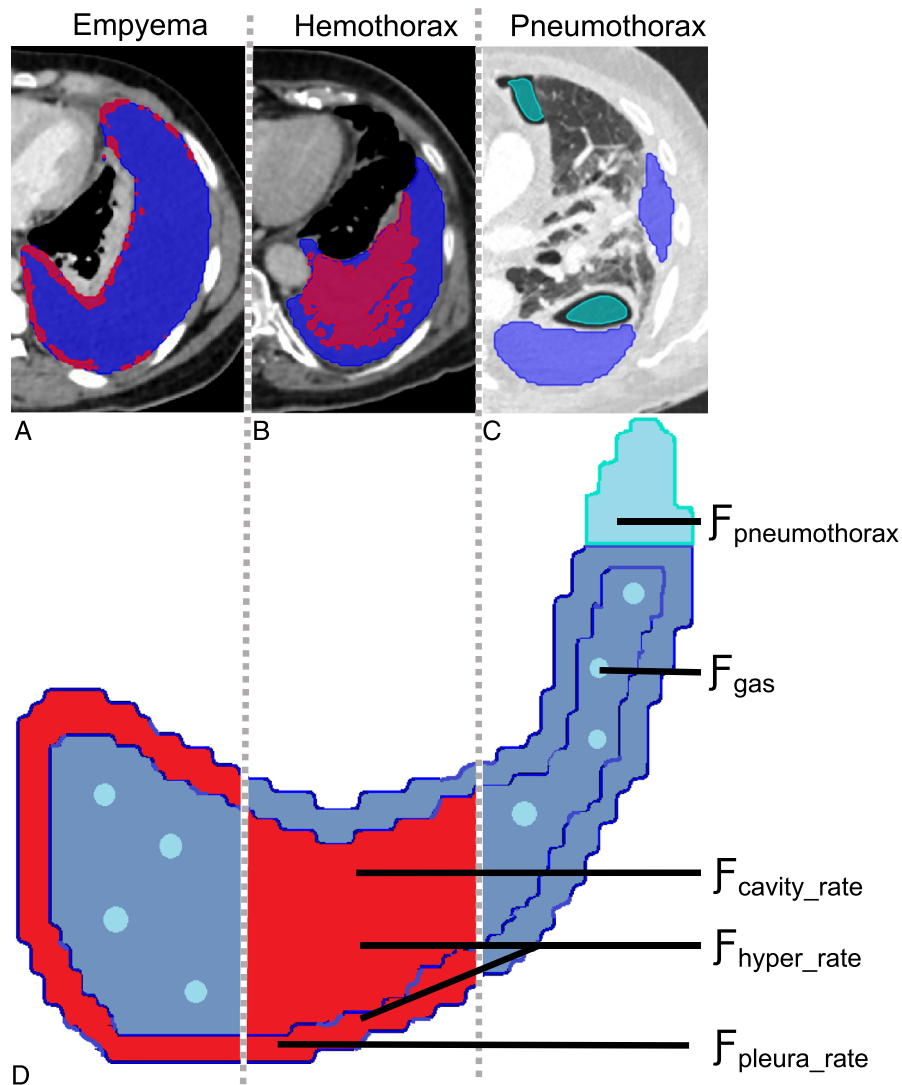 Empyema Hemothorax Pneumothorax
A B C
Ƒpneumothorax
Ƒgas
Ƒcavity_rate
Ƒhyper_rate
Ƒpleura_rate
D